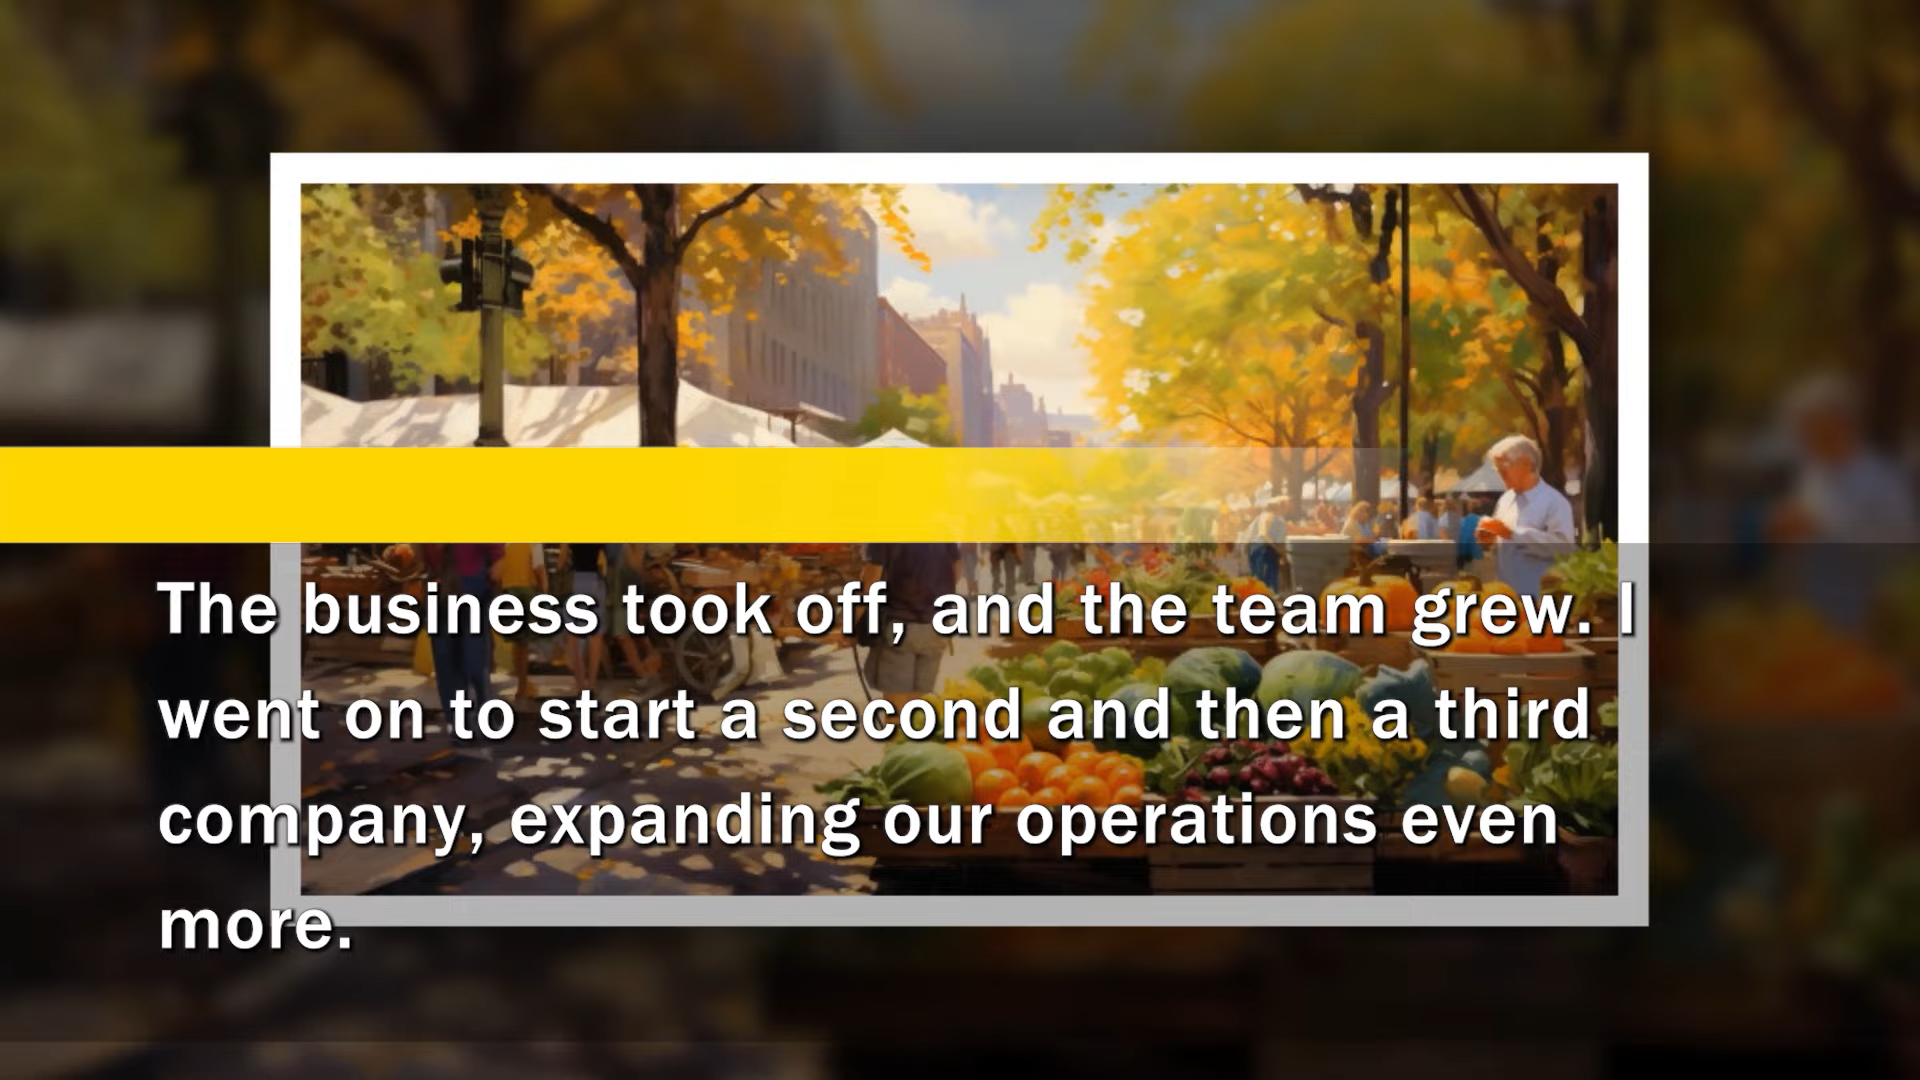 The business took off, and the team grew. I
went on to start a second and then a third
company, expanding our operations even
more.